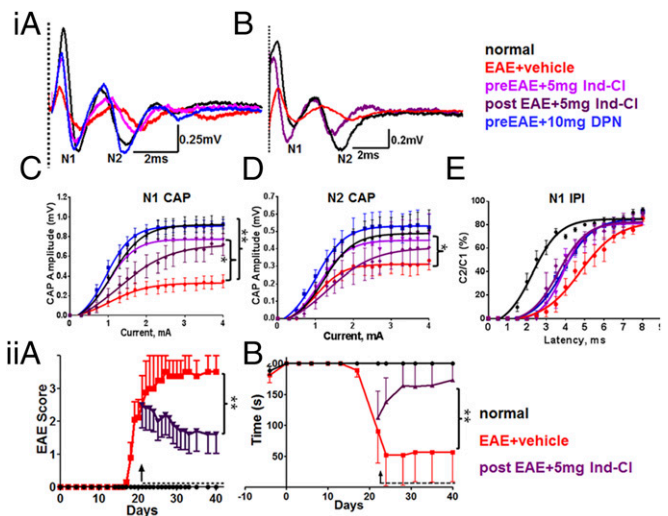 iA
B
normal
EAE+vehicle
preEAE+5mg Ind-Cl
post EAE+5mg Ind-Cl
preEAE+10mg DPN
N1
N2
0.25mV
2ms
N1
N2
0.2mV
2ms
C
N1 CAP
D
N2 CAP
E
N1 IPI
CAP Amplitude (mV)
1.0
0.8
0.6
0.4
0.2
0.0
0
1
2
3
4
Current, mA
**
*
**
CAP Amplitude (mV)
0.7
0.6
0.5
0.4
0.3
0.2
0.1
0.0
0
1
2
3
4
Current, mA
*
C2/C1 (%)
100
80
60
40
20
0
0
1
2
3
4
5
6
7
8
Latency, ms
iiA
B
EAE Score
3
2
1
0
0
10
20
30
40
Days
**
Time (s)
00
50
00
50
-10
0
10
20
30
40
Days
**
normal
EAE+vehicle
post EAE+5mg Ind-Cl